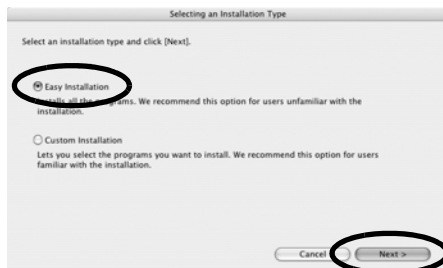 Selecting an Installation Type
Select an installation type and click [Next].
Easy Installation
Installs all the programs. We recommend this option for users unfamiliar with the
installation.
Custom Installation
Lets you select the programs you want to install. We recommend this option for users
familiar with the installation.
Cancel
Next >